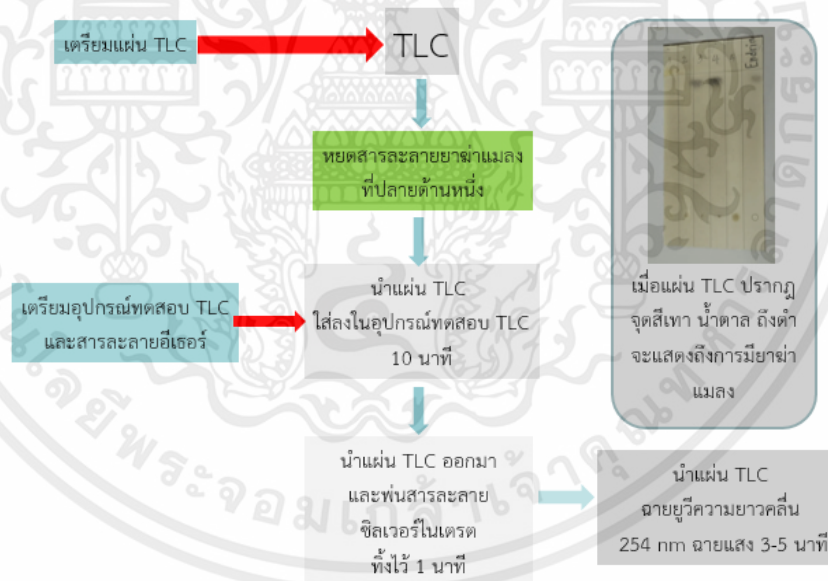 เตรียมแผ่น TLC
TLC
หยดสารละลายยาฆ่าแมลง
ที่ปลายด้านหนึ่ง
เตรียมอุปกรณ์ทดสอบ TLC
และสารละลายอีเธอร์
นำแผ่น TLC
ใส่ลงในอุปกรณ์ทดสอบ TLC
10 นาที
นำแผ่น TLC ออกมา
และพ่นสารละลาย
ซิลเวอร์ไนเตรต
ทิ้งไว้ 1 นาที
นำแผ่น TLC
ฉายยูวีความยาวคลื่น
254 nm ฉายแสง 3-5 นาที
Endrin
เมื่อแผ่น TLC ปรากฏ
จุดสีเทา น้ำตาล ถึงดำ
จะแสดงถึงการมียาฆ่า
แมลง